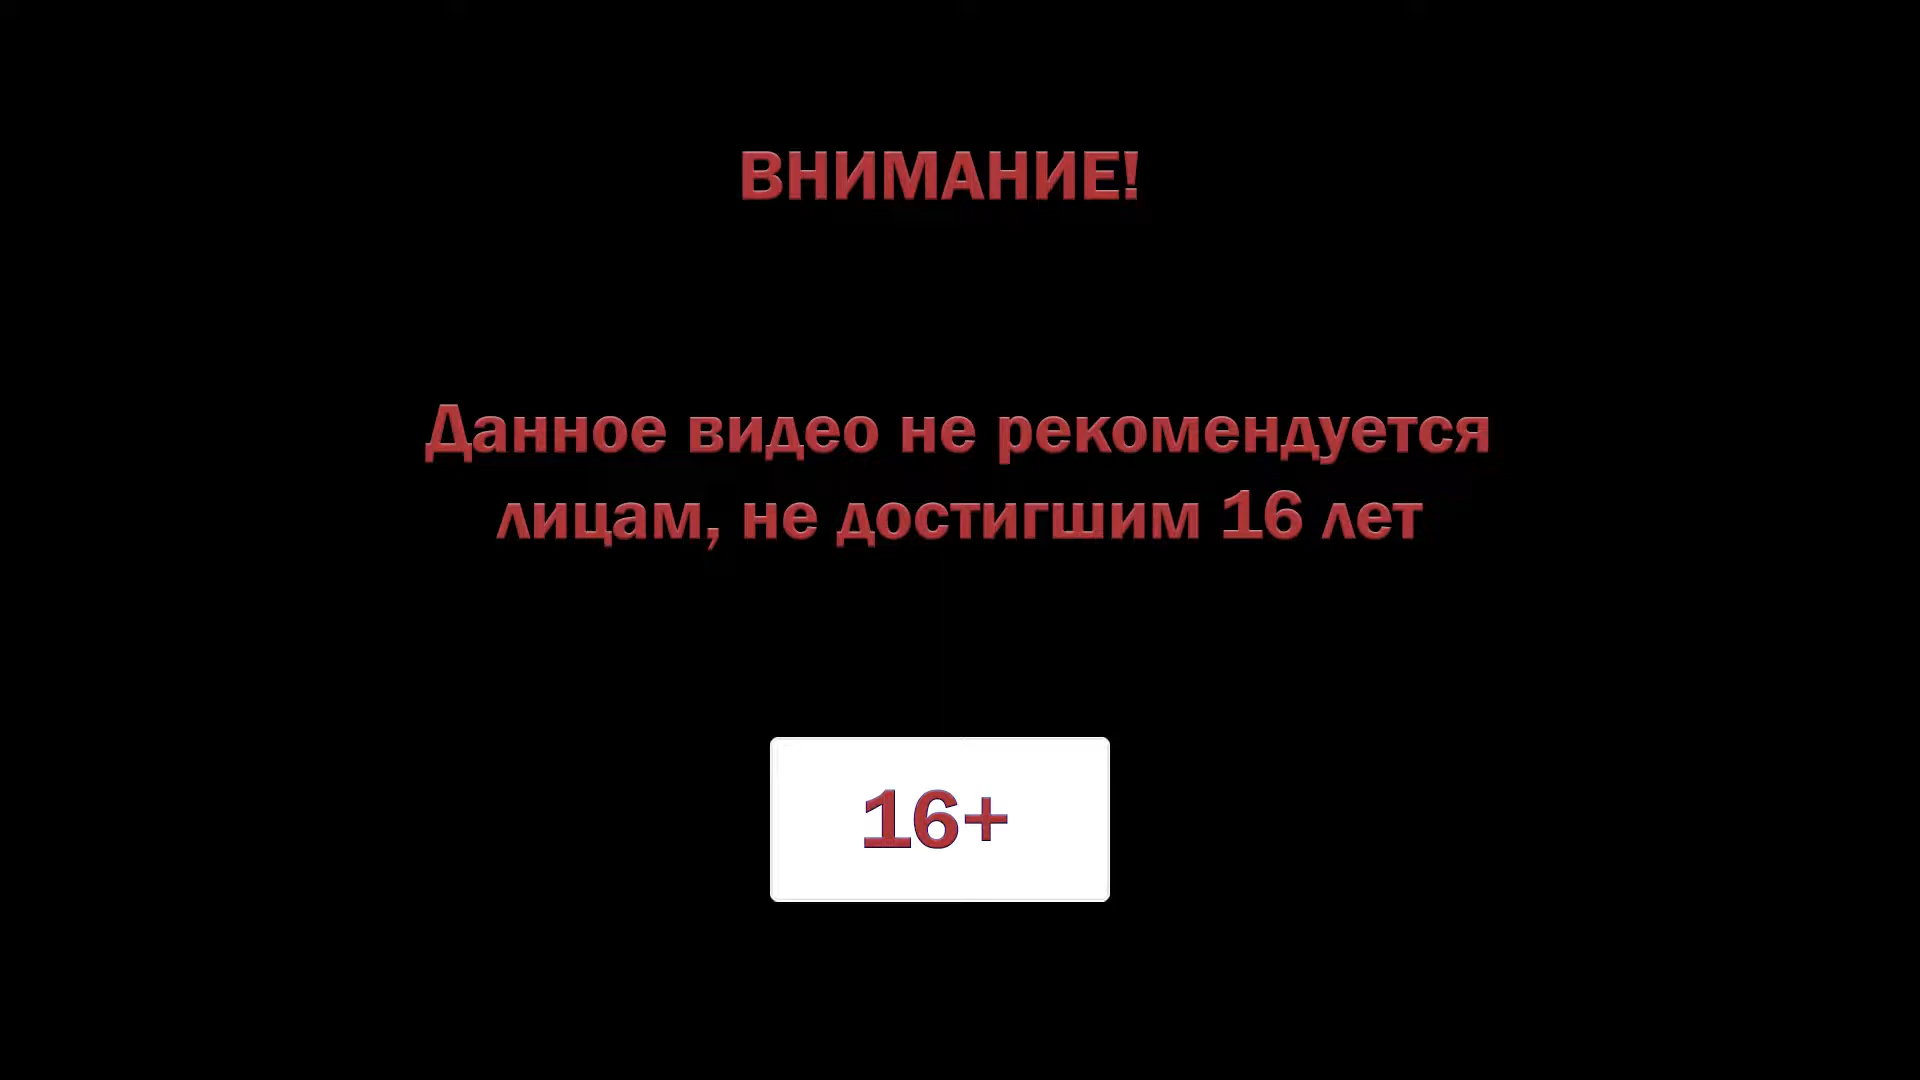 ВНИМАНИЕ!
Данное видео не рекомендуется
лицам, не достигшим 16 лет
16+